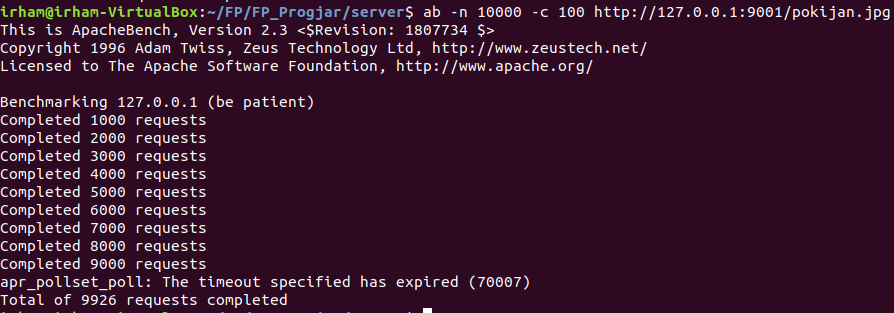 irham@irham-VirtualBox:~/FP/FP_Progjar/server$ ab -n 10000 -c 100 http://127.0.0.1:9001/pokijan.jpg
This is ApacheBench, Version 2.3 <$Revision: 1807734 $>
Copyright 1996 Adam Twiss, Zeus Technology Ltd, http://www.zeustech.net/
Licensed to The Apache Software Foundation, http://www.apache.org/

Benchmarking 127.0.0.1 (be patient)
Completed 1000 requests
Completed 2000 requests
Completed 3000 requests
Completed 4000 requests
Completed 5000 requests
Completed 6000 requests
Completed 7000 requests
Completed 8000 requests
Completed 9000 requests
apr_pollset_poll: The timeout specified has expired (70007)
Total of 9926 requests completed